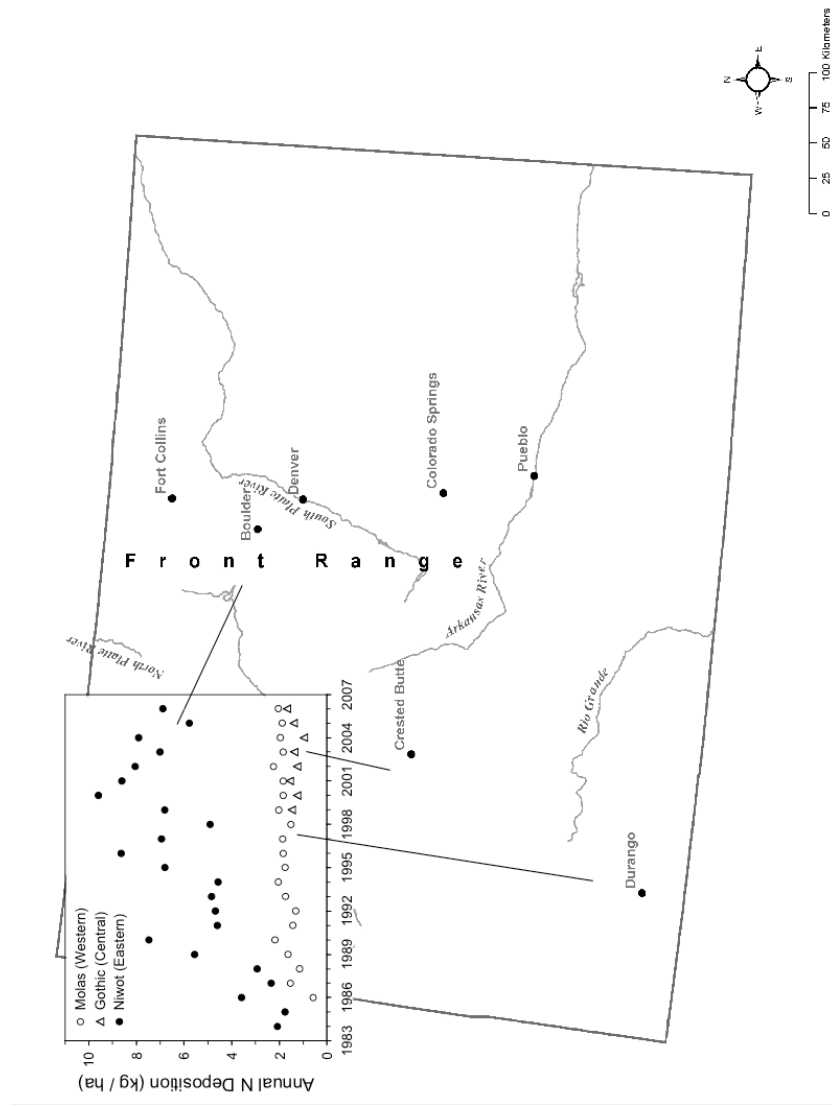 10
8
6
4
2
0
Annual N Deposition (kg / ha)
○ Molas (Western)
△ Gothic (Central)
● Niwot (Eastern)
1983
1986
1989
1992
1995
1998
2001
2004
2007
North Platte River
Fort Collins
Boulder
South Platte River
Denver
Front Range
Colorado Springs
Crested Butte
Arkansas River
Pueblo
Rio Grande
Durango
N
W
E
S
0 25 50 75 100 Kilometers